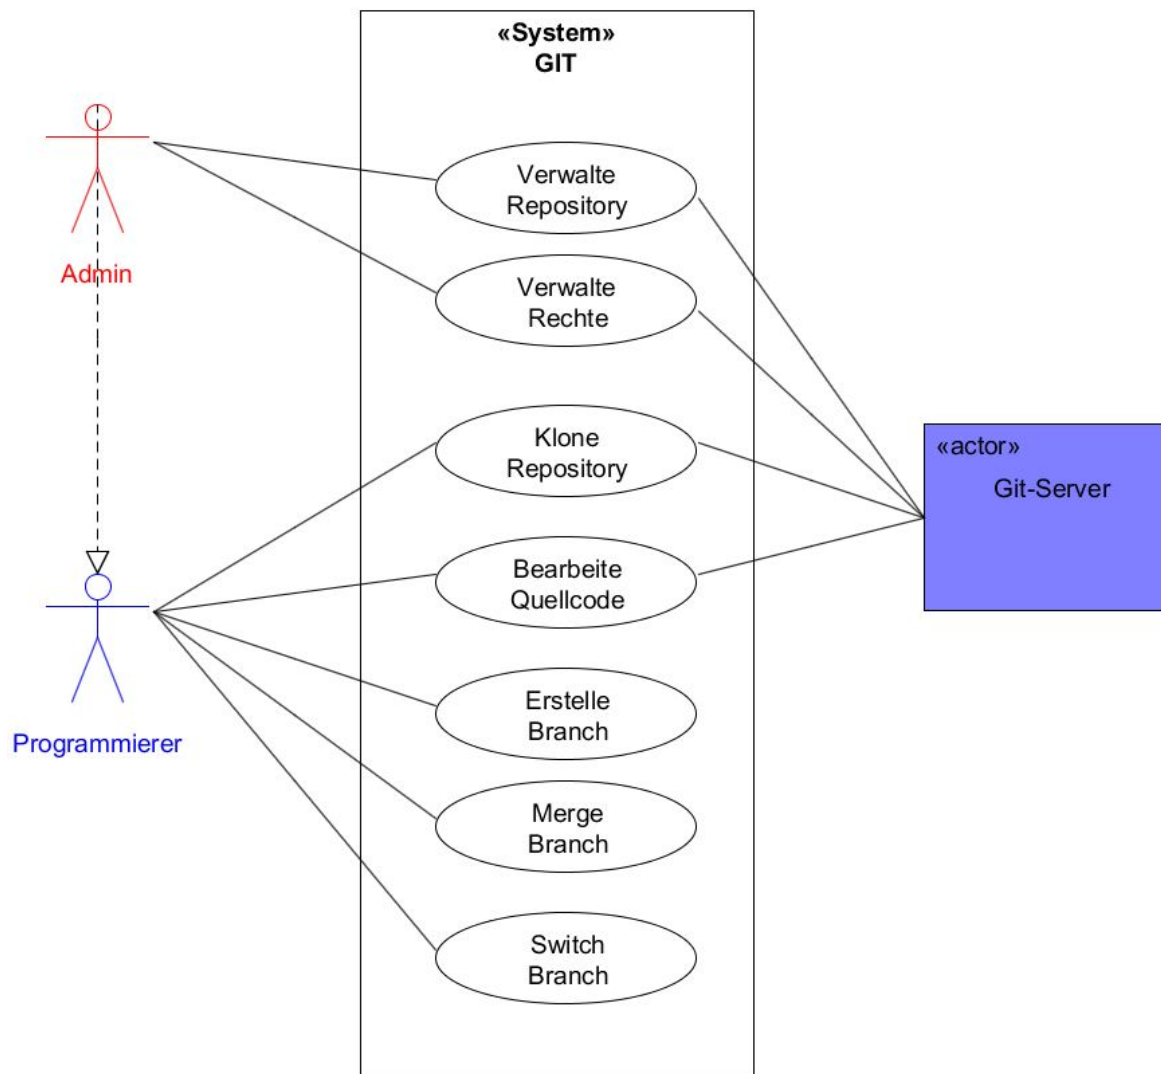 «System»
GIT
Verwalte
Repository
Admin
Verwalte
Rechte
Klone
Repository
«actor»
Git-Server
Bearbeite
Quellcode
Erstelle
Branch
Programmierer
Merge
Branch
Switch
Branch